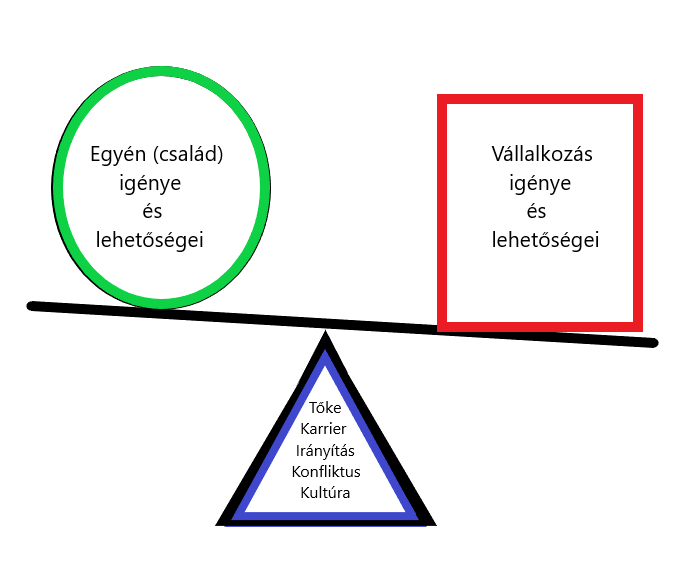 Egyén (család)
igénye
és
lehetőségei
Vállalkozás
igénye
és
lehetőségei
Tőke
Karrier
Irányítás
Konfliktus
Kultúra